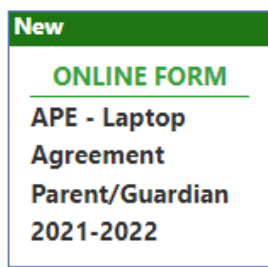 New
ONLINE FORM
APE - Laptop
Agreement
Parent/Guardian
2021-2022